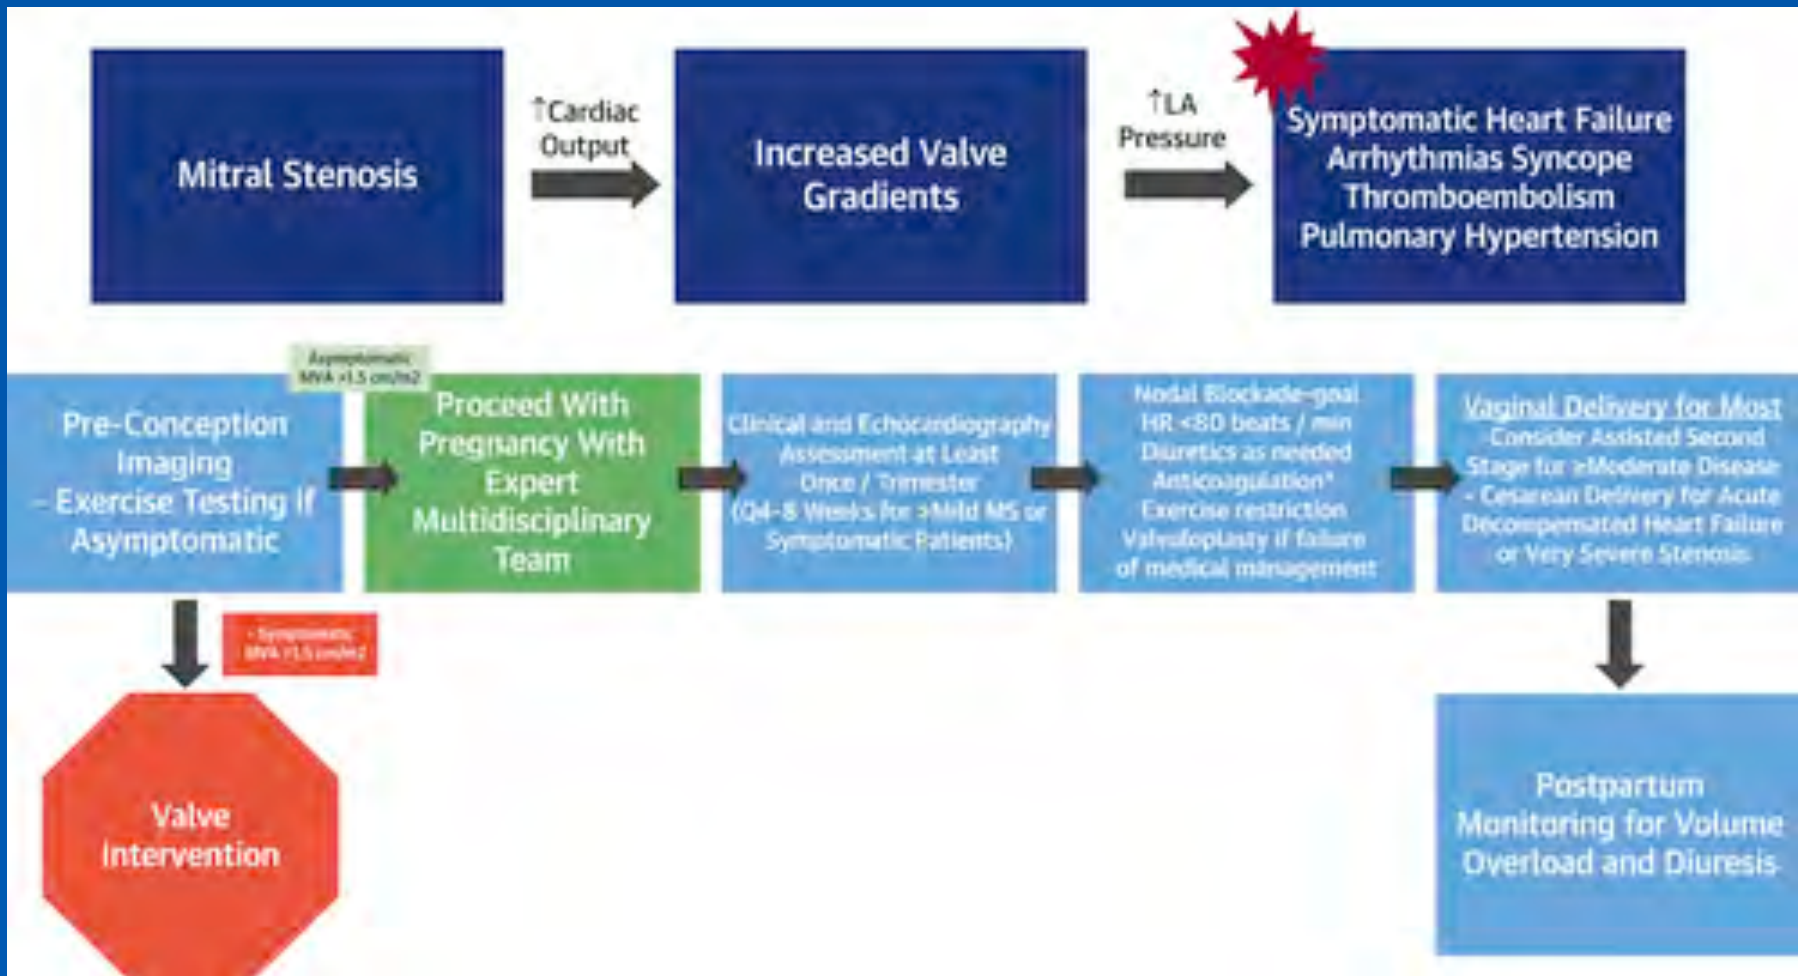 Mitral Stenosis
↑Cardiac
Output
Increased Valve
Gradients
↑LA
Pressure
Symptomatic Heart Failure
Arrhythmias Syncope
Thromboembolism
Pulmonary Hypertension
Asymptomatic
MVA >1.5 cm/m2
Pre-Conception
Imaging
- Exercise Testing if
Asymptomatic
Proceed With
Pregnancy With
Expert
Multidisciplinary
Team
Clinical and Echocardiography
Assessment at Least
Once / Trimester
(Q4-8 Weeks for >Mild MS or
Symptomatic Patients)
Nodal Blockade-goal
HR <80 beats / min
Diuretics as needed
Anticoagulation*
Exercise restriction
Valvuloplasty if failure
of medical management
Vaginal Delivery for Most
-Consider Assisted Second
Stage for ≥Moderate Disease
- Cesarean Delivery for Acute
Decompensated Heart Failure
or Very Severe Stenosis
- Symptomatic
MVA 1.5 cm/m2
Valve
Intervention
Postpartum
Monitoring for Volume
Overload and Diuresis